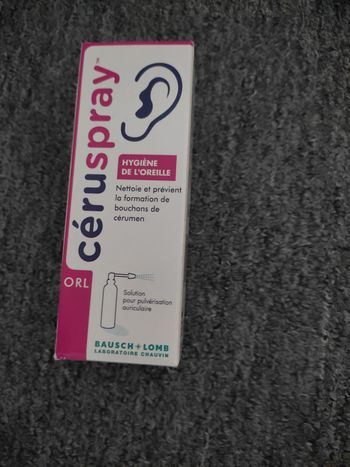 céruspray™
HYGIÈNE
DE L'OREILLE
Nettoie et prévient
la formation de
bouchons de
cérumen
ORL
Solution
pour pulvérisation
auriculaire
BAUSCH + LOMB
LABORATOIRE CHAUVIN